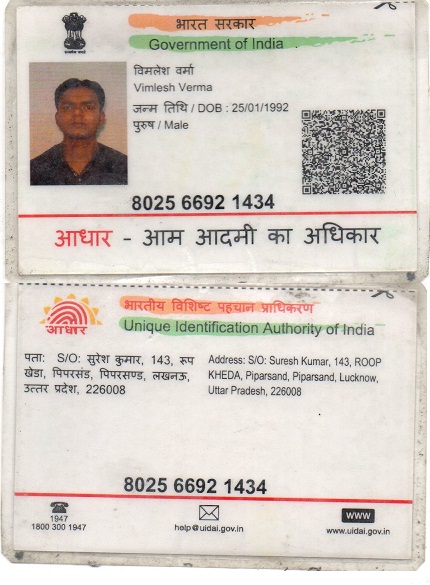 भारत सरकार
Government of India
विमलेश वर्मा
Vimlesh Verma
जन्म तिथि / DOB : 25/01/1992
पुरुष / Male
8025 6692 1434
आधार - आम आदमी का अधिकार
भारतीय विशिष्ट पहचान प्राधिकरण
Unique Identification Authority of India
आधार
पता: S/O: सुरेश कुमार, 143, रूप
खेडा, पिपरसंड, पिपरसण्ड, लखनऊ,
उत्तर प्रदेश, 226008
Address: S/O: Suresh Kumar, 143, ROOP
KHEDA, Piparsand, Piparsand, Lucknow,
Uttar Pradesh, 226008
8025 6692 1434
1947
1800 300 1947
help@uidai.gov.in
WWW
www.uidai.gov.in